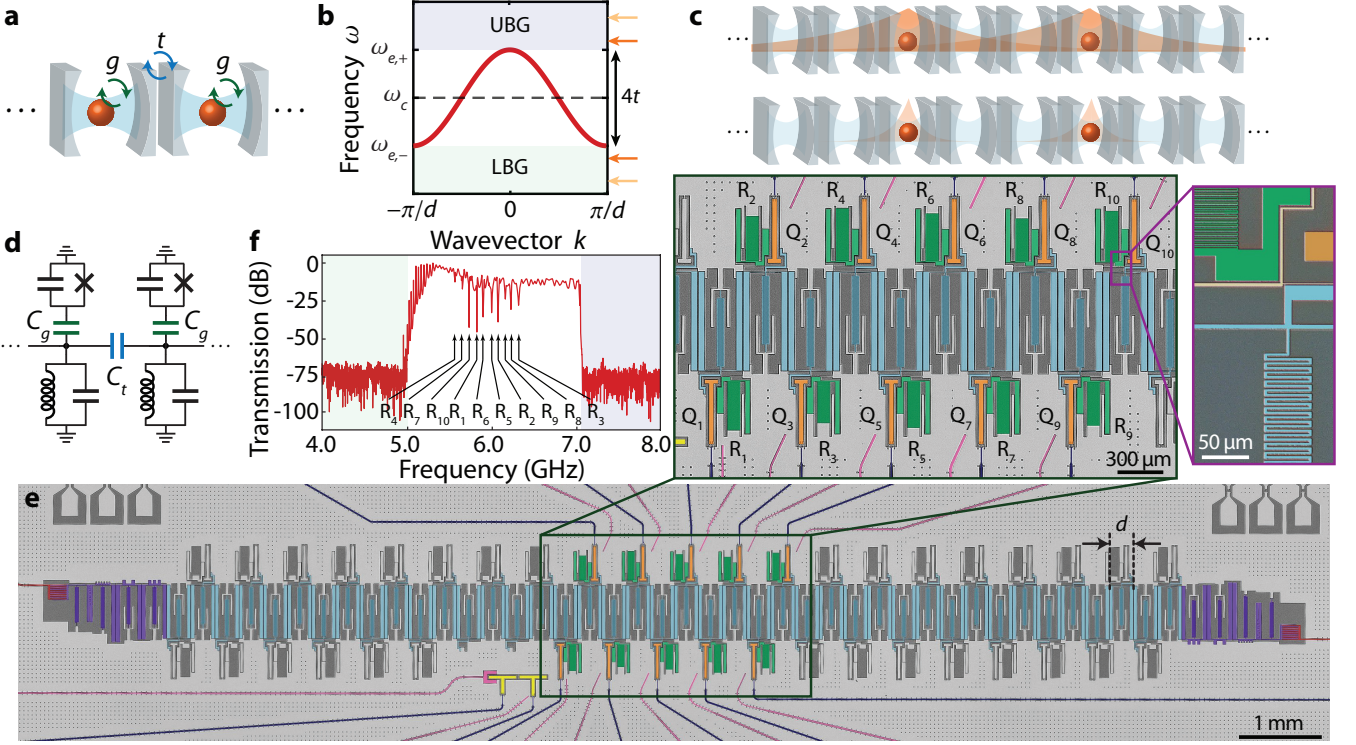 a
g
t
g
...
...
b
Frequency ω
ω_{e,+}
ω_c
ω_{e,−}
UBG
4t
LBG
−π/d
0
π/d
Wavevector k
c
...
...
...
...
d
C_g
C_g
...
...
C_t
f
Transmission (dB)
0
-25
-50
-75
-100
R_4 R_7 R_10 R_1 R_6 R_5 R_2 R_9 R_8 R_3
4.0 5.0 6.0 7.0 8.0
Frequency (GHz)
R_2 R_4 R_6 R_8 R_10
Q_2 Q_4 Q_6 Q_8 Q_10
Q_1 Q_3 Q_5 Q_7 Q_9
R_1 R_3 R_5 R_7 R_9
300 µm
50 µm
e
d
1 mm